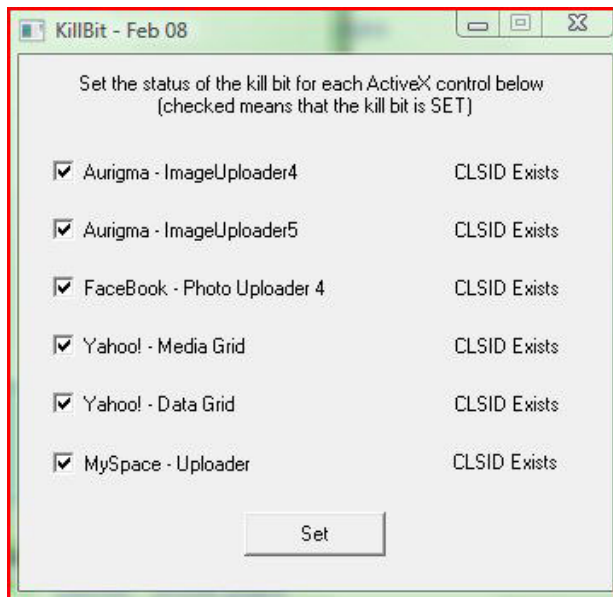 KillBit - Feb 08
Set the status of the kill bit for each ActiveX control below
(checked means that the kill bit is SET)
Aurigma - ImageUploader4 CLSID Exists
Aurigma - ImageUploader5 CLSID Exists
FaceBook - Photo Uploader 4 CLSID Exists
Yahoo! - Media Grid CLSID Exists
Yahoo! - Data Grid CLSID Exists
MySpace - Uploader CLSID Exists
Set